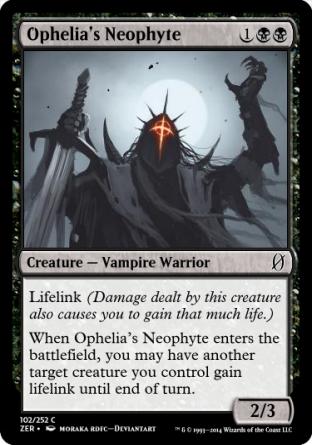 Ophelia's Neophyte 1
Creature — Vampire Warrior
Lifelink (Damage dealt by this creature
also causes you to gain that much life.)
When Ophelia's Neophyte enters the
battlefield, you may have another
target creature you control gain
lifelink until end of turn.
2/3
102/252 C
ZER • MORAKA RDFC—DEVIANTART
™ & © 1993–2014 Wizards of the Coast LLC